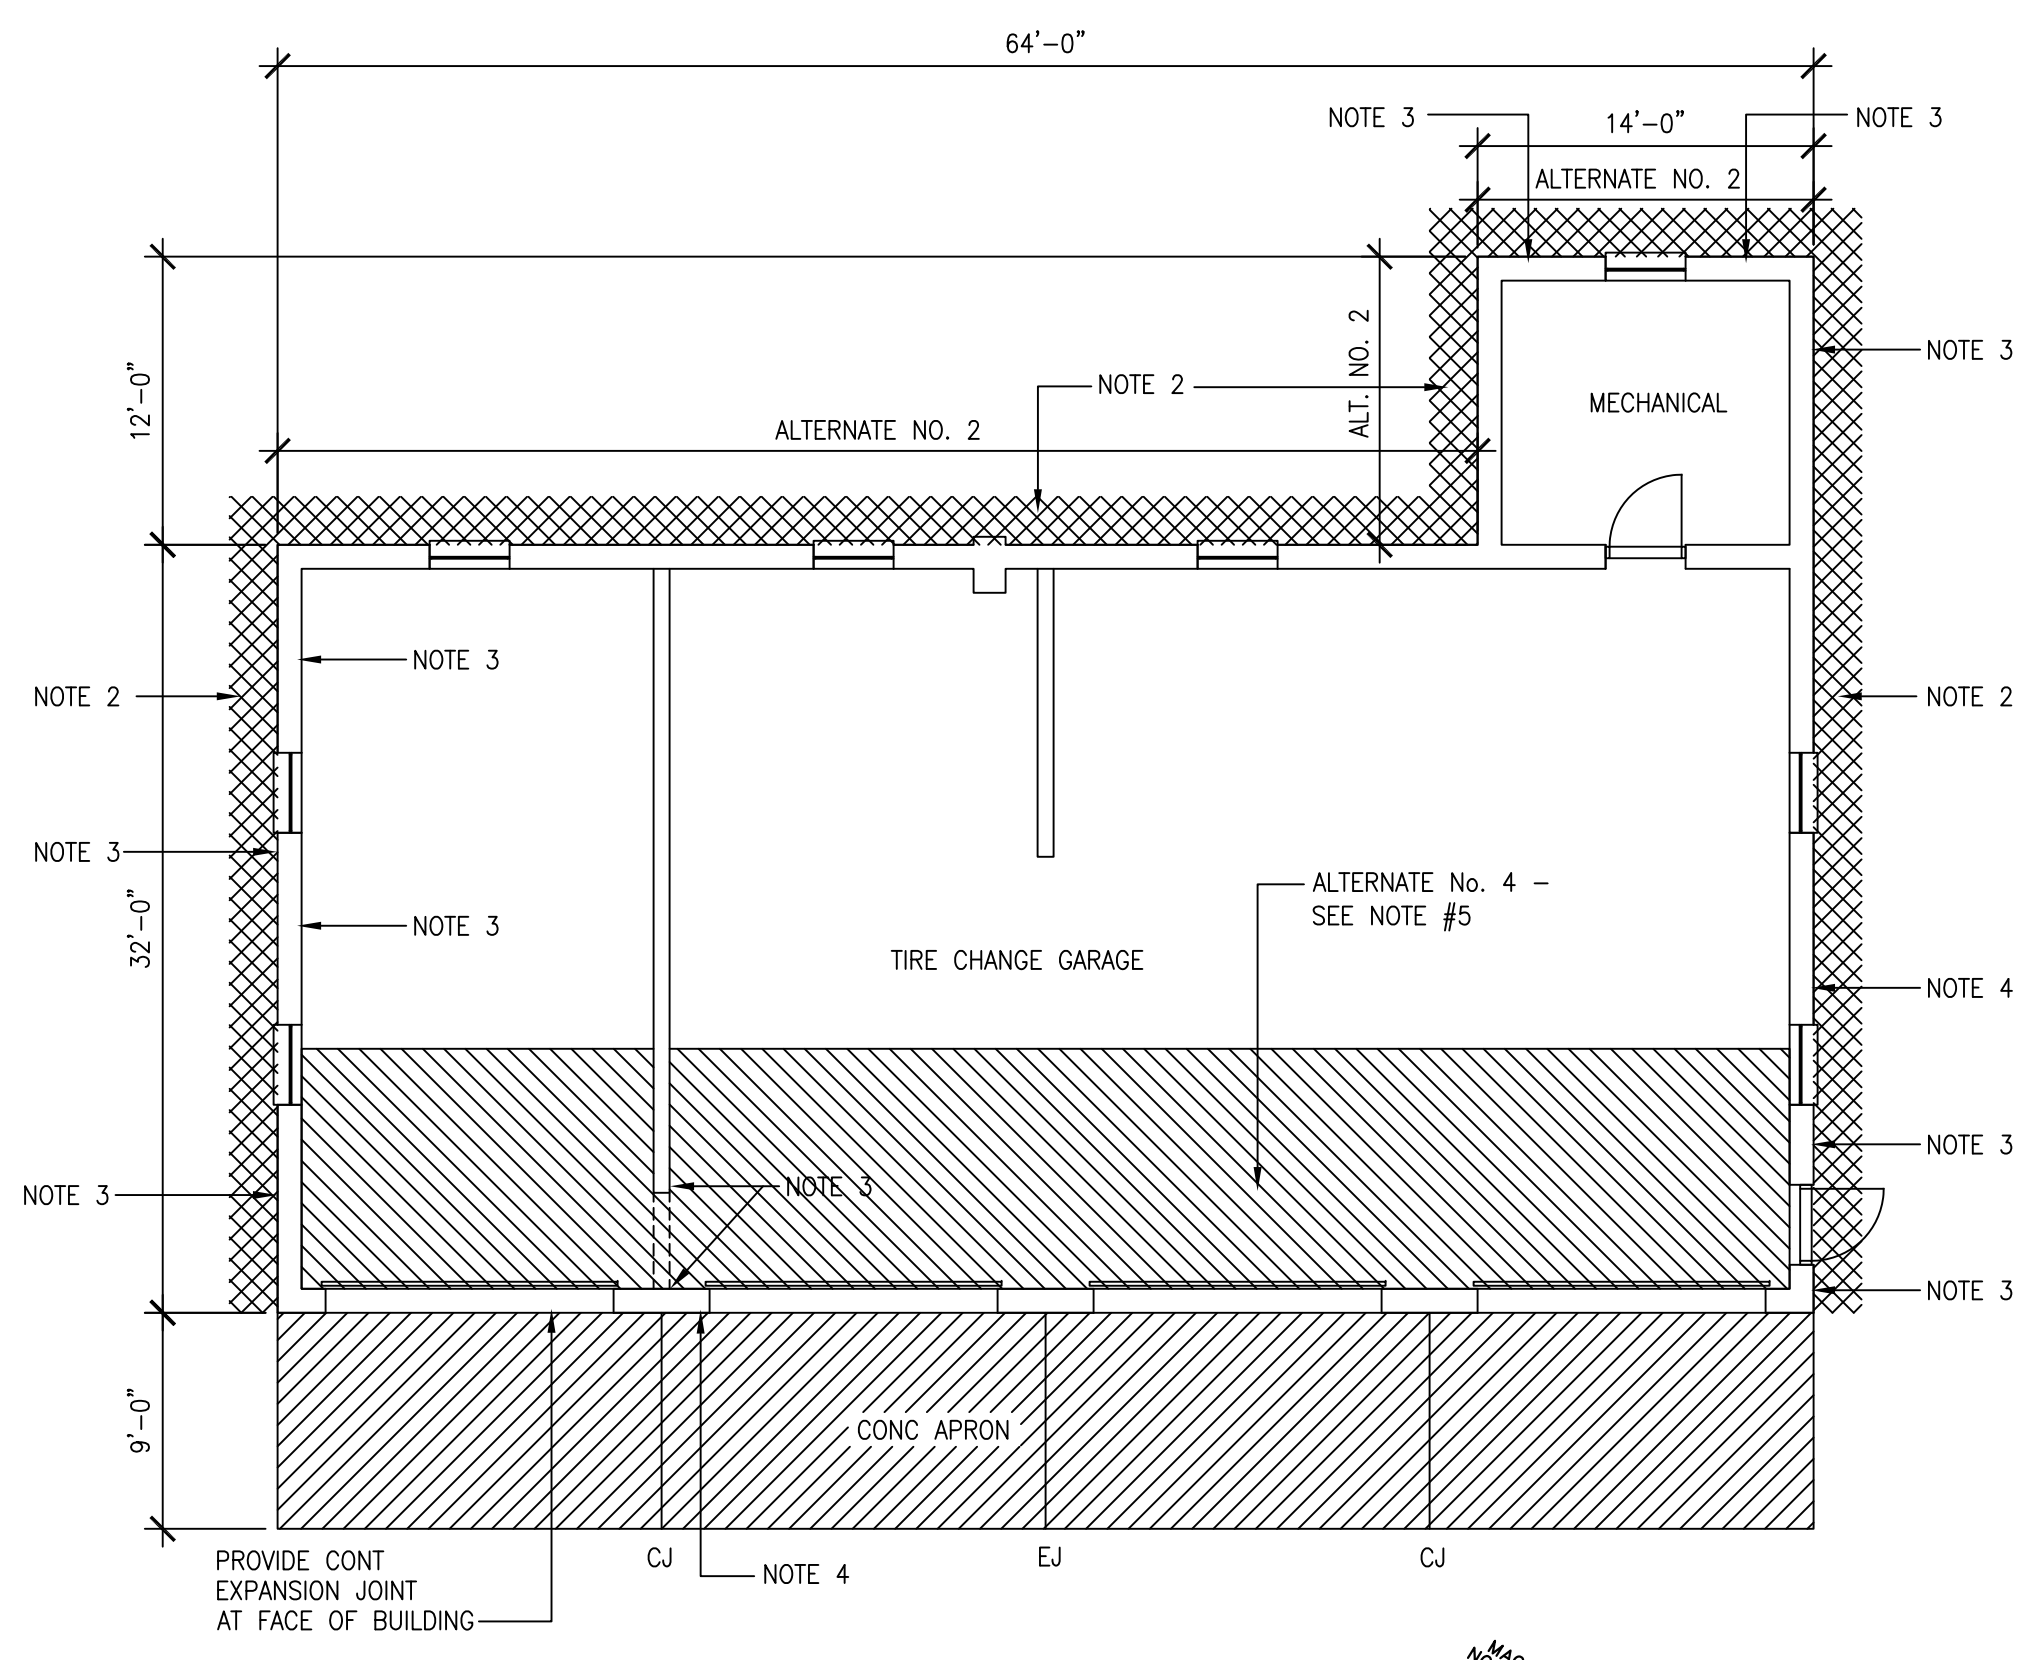 64'-0"
NOTE 3
14'-0"
NOTE 3
ALTERNATE NO. 2
12'-0"
ALT. NO. 2
NOTE 3
NOTE 2
MECHANICAL
ALTERNATE NO. 2
NOTE 3
NOTE 2
NOTE 2
NOTE 3
32'-0"
NOTE 3
ALTERNATE No. 4 -
SEE NOTE #5
TIRE CHANGE GARAGE
NOTE 4
NOTE 3
NOTE 3
NOTE 3
NOTE 3
9'-0"
CONC APRON
CJ
EJ
CJ
PROVIDE CONT
EXPANSION JOINT
AT FACE OF BUILDING
NOTE 4